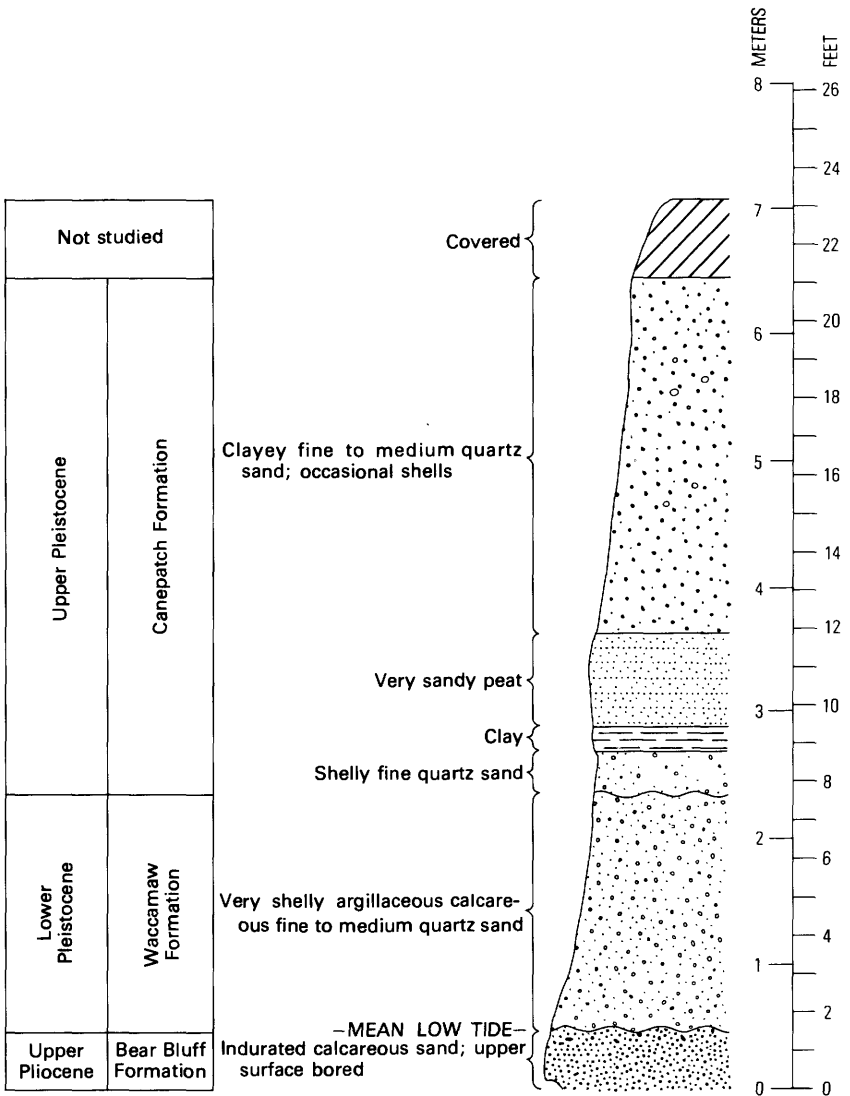 METERS
FEET
8
26
24
7
22
20
6
18
5
16
14
4
12
3
10
8
2
6
4
1
2
0
0
Not studied
Upper Pleistocene
Canepatch Formation
Lower
Pleistocene
Waccamaw
Formation
Upper
Pliocene
Bear Bluff
Formation
Covered
Clayey fine to medium quartz
sand; occasional shells
Very sandy peat
Clay
Shelly fine quartz sand
Very shelly argillaceous calcare-
ous fine to medium quartz sand
—MEAN LOW TIDE—
Indurated calcareous sand; upper
surface bored